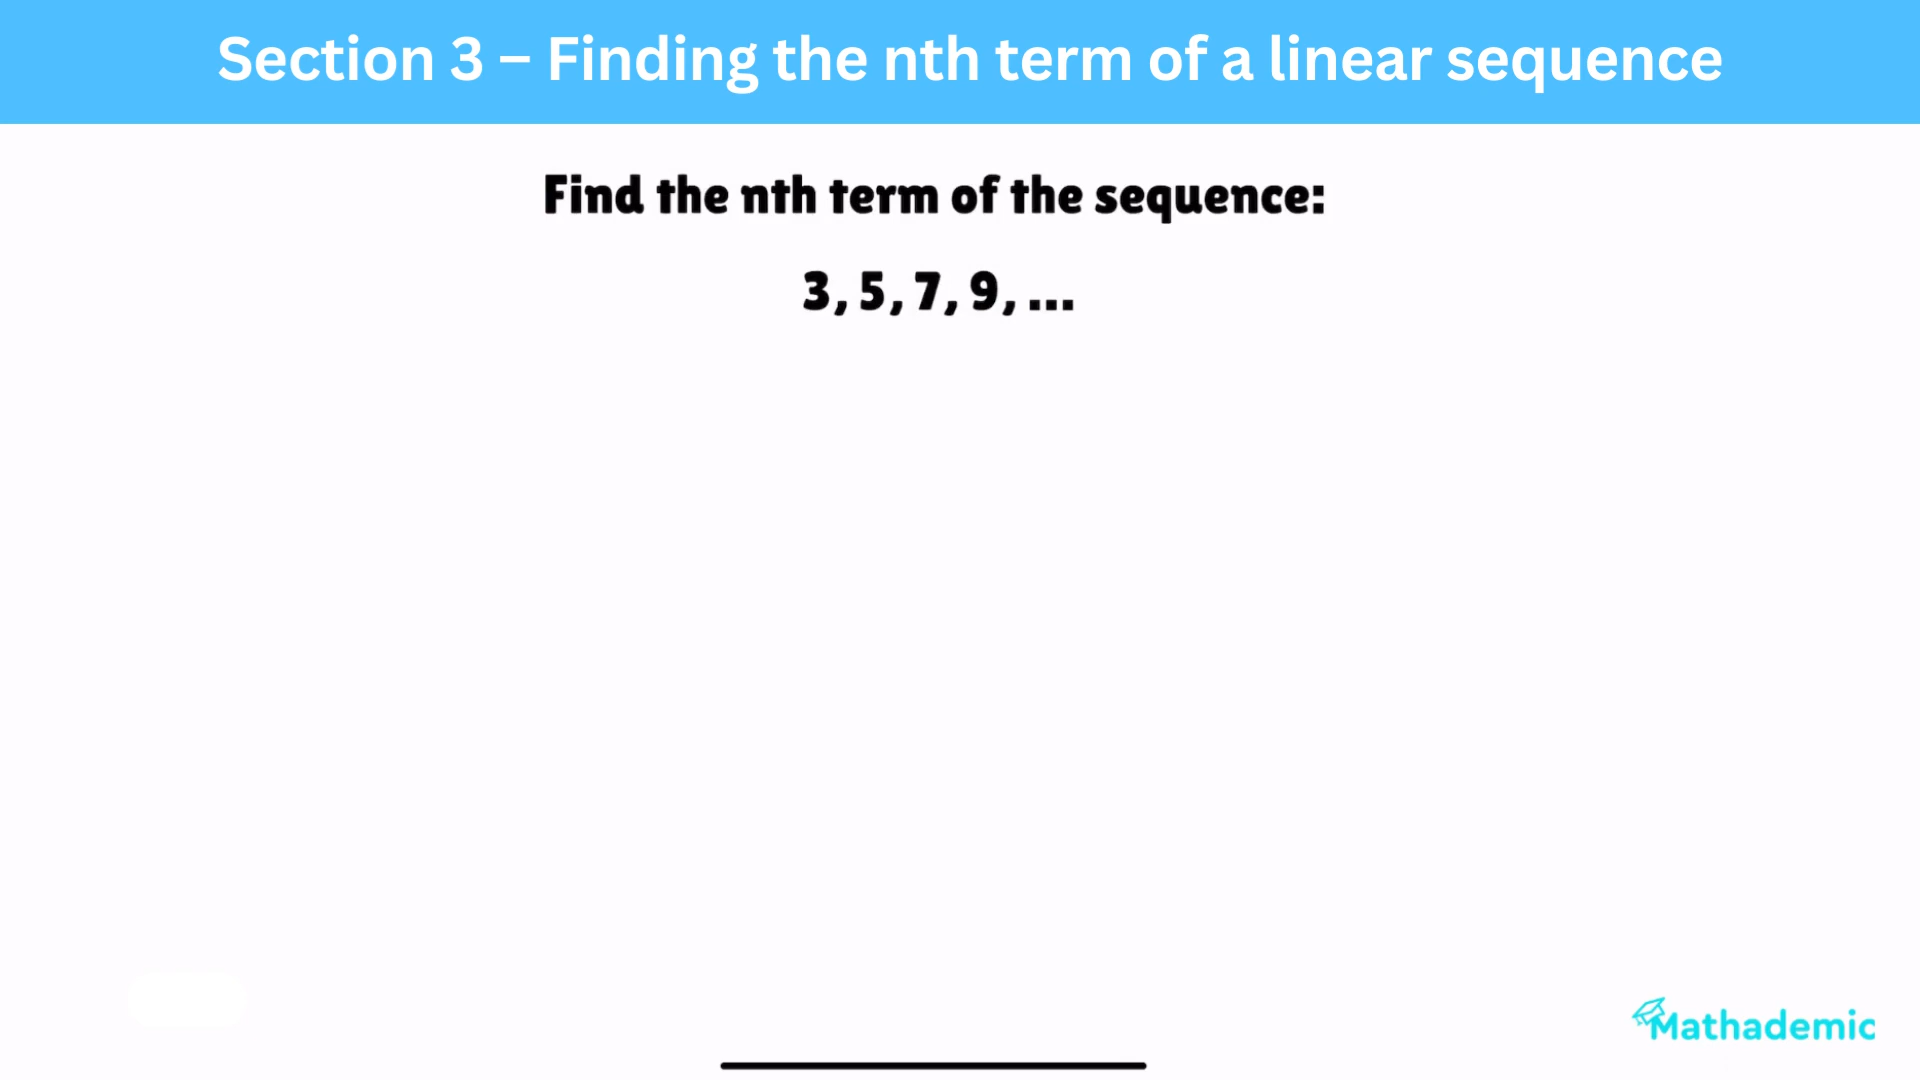 Section 3 – Finding the nth term of a linear sequence
Find the nth term of the sequence:
3, 5, 7, 9, ...
Mathademic